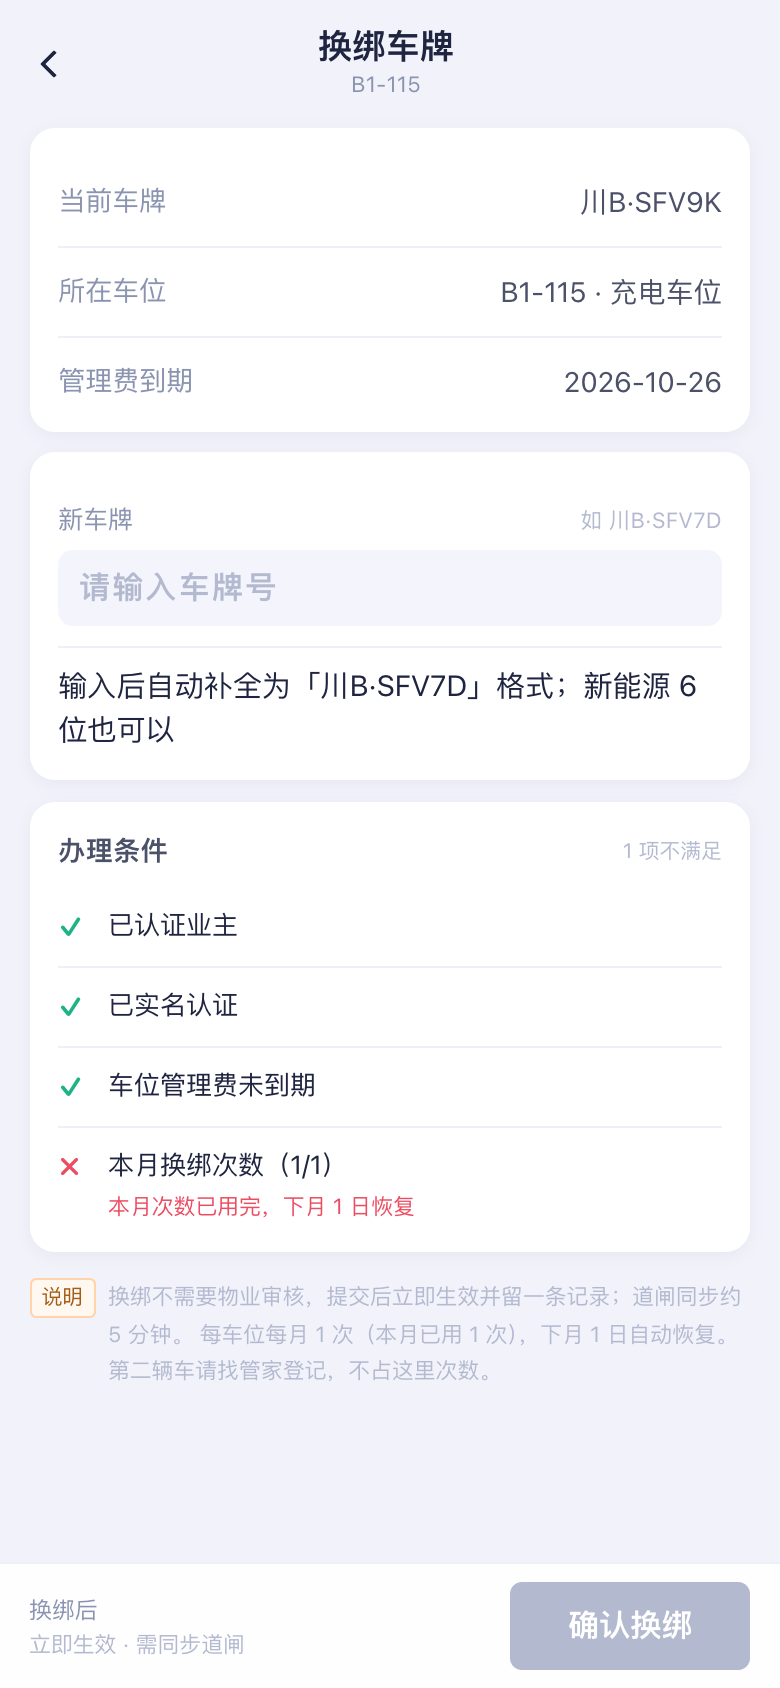 换绑车牌
B1-115
当前车牌 川B·SFV9K
所在车位 B1-115 · 充电车位
管理费到期 2026-10-26
新车牌 如 川B·SFV7D
请输入车牌号
输入后自动补全为「川B·SFV7D」格式；新能源 6
位也可以
办理条件 1 项不满足
已认证业主
已实名认证
车位管理费未到期
本月换绑次数（1/1）
本月次数已用完，下月 1 日恢复
说明 换绑不需要物业审核，提交后立即生效并留一条记录；道闸同步约
5 分钟。 每车位每月 1 次（本月已用 1 次），下月 1 日自动恢复。
第二辆车请找管家登记，不占这里次数。
换绑后
立即生效 · 需同步道闸
确认换绑